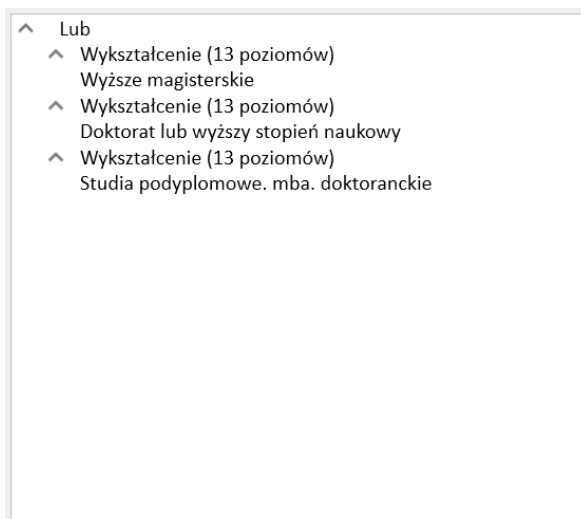 Lub
Wykształcenie (13 poziomów)
Wyższe magisterskie
Wykształcenie (13 poziomów)
Doktorat lub wyższy stopień naukowy
Wykształcenie (13 poziomów)
Studia podyplomowe. mba. doktoranckie